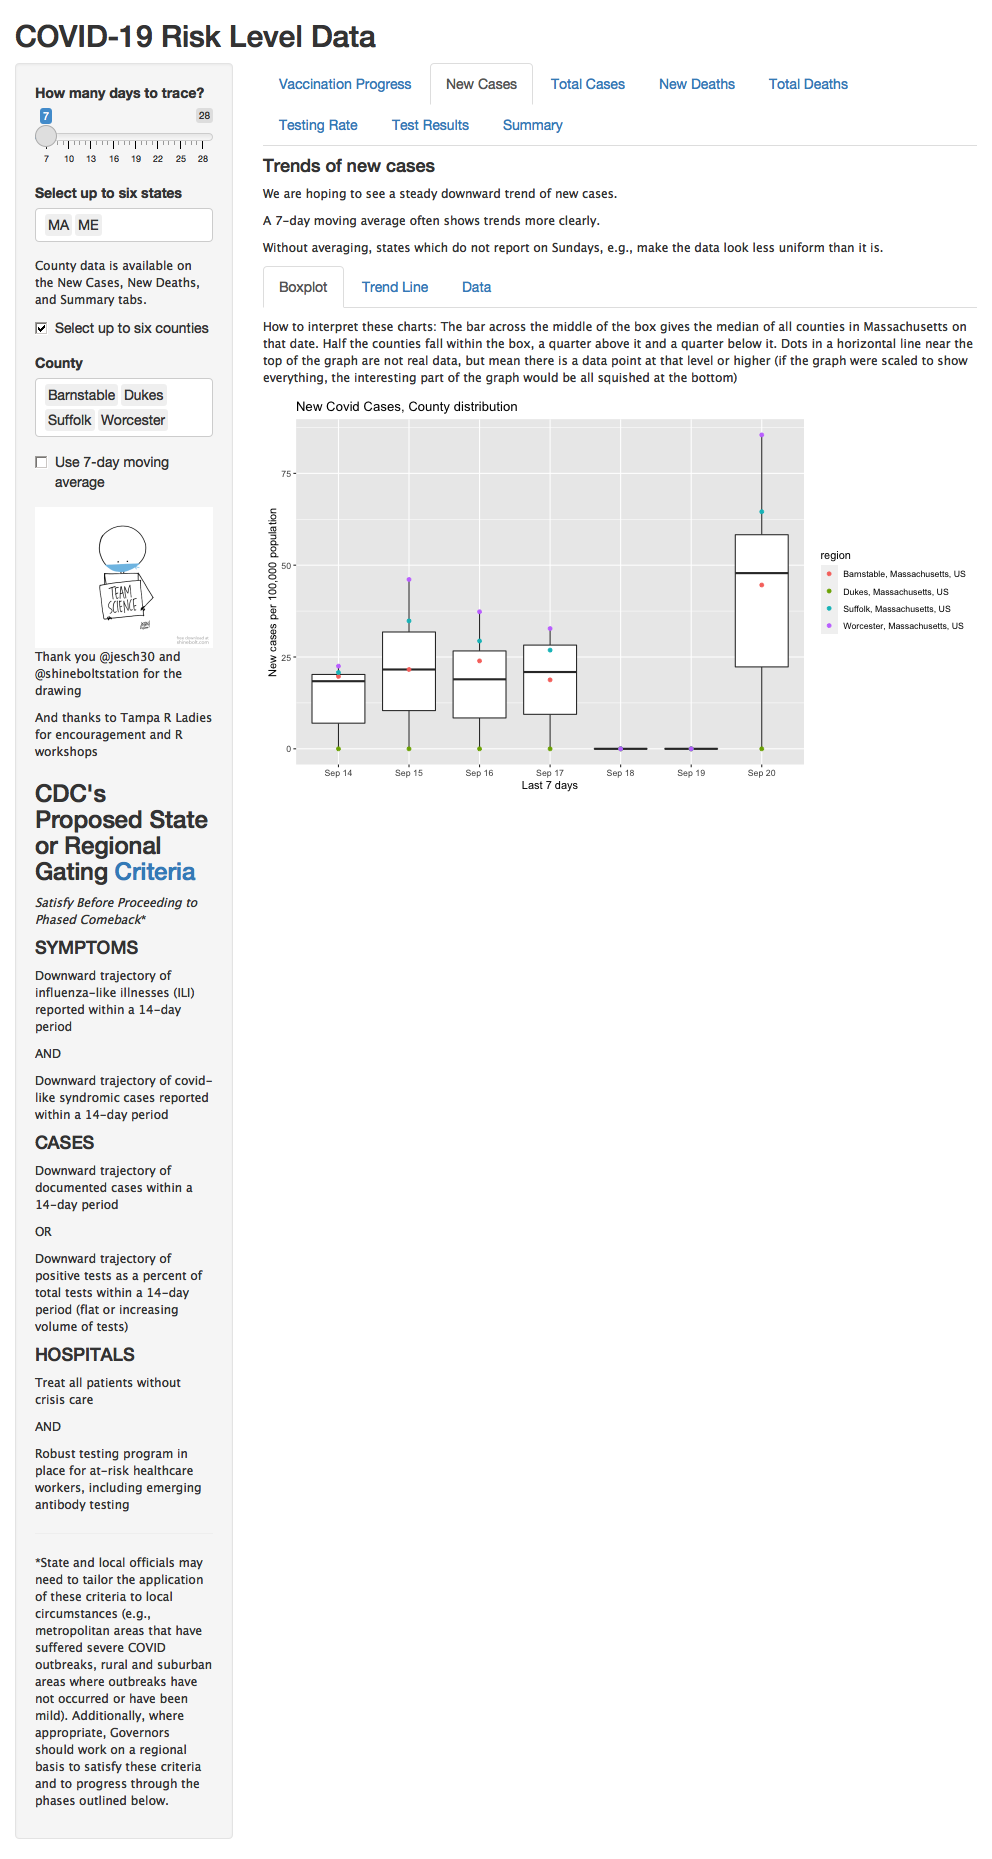 COVID-19 Risk Level Data
How many days to trace?
7 28
7 10 13 16 19 22 25 28
Select up to six states
MA ME
County data is available on
the New Cases, New Deaths,
and Summary tabs.
Select up to six counties
County
Barnstable Dukes
Suffolk Worcester
Use 7-day moving
average
TEAM
SCIENCE
Thank you @jesch30 and
@shineboltstation for the
drawing
And thanks to Tampa R Ladies
for encouragement and R
workshops
CDC's
Proposed State
or Regional
Gating Criteria
Satisfy Before Proceeding to
Phased Comeback*
SYMPTOMS
Downward trajectory of
influenza-like illnesses (ILI)
reported within a 14-day
period
AND
Downward trajectory of covid-
like syndromic cases reported
within a 14-day period
CASES
Downward trajectory of
documented cases within a
14-day period
OR
Downward trajectory of
positive tests as a percent of
total tests within a 14-day
period (flat or increasing
volume of tests)
HOSPITALS
Treat all patients without
crisis care
AND
Robust testing program in
place for at-risk healthcare
workers, including emerging
antibody testing
*State and local officials may
need to tailor the application
of these criteria to local
circumstances (e.g.,
metropolitan areas that have
suffered severe COVID
outbreaks, rural and suburban
areas where outbreaks have
not occurred or have been
mild). Additionally, where
appropriate, Governors
should work on a regional
basis to satisfy these criteria
and to progress through the
phases outlined below.
Vaccination Progress New Cases Total Cases New Deaths Total Deaths
Testing Rate Test Results Summary
Trends of new cases
We are hoping to see a steady downward trend of new cases.
A 7-day moving average often shows trends more clearly.
Without averaging, states which do not report on Sundays, e.g., make the data look less uniform than it is.
Boxplot Trend Line Data
How to interpret these charts: The bar across the middle of the box gives the median of all counties in Massachusetts on
that date. Half the counties fall within the box, a quarter above it and a quarter below it. Dots in a horizontal line near the
top of the graph are not real data, but mean there is a data point at that level or higher (if the graph were scaled to show
everything, the interesting part of the graph would be all squished at the bottom)
New Covid Cases, County distribution
New cases per 100,000 population
75
50
25
0
Sep 14 Sep 15 Sep 16 Sep 17 Sep 18 Sep 19 Sep 20
Last 7 days
region
Barnstable, Massachusetts, US
Dukes, Massachusetts, US
Suffolk, Massachusetts, US
Worcester, Massachusetts, US